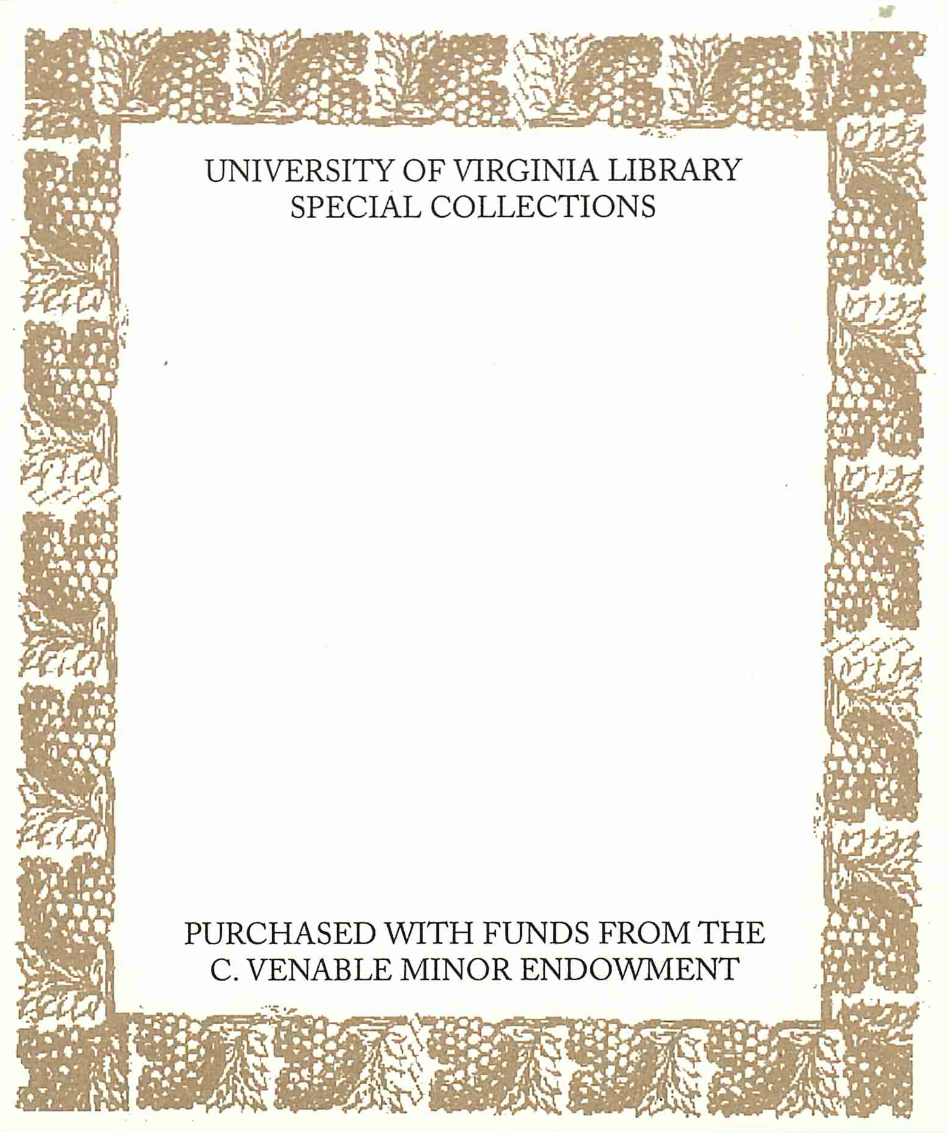 UNIVERSITY OF VIRGINIA LIBRARY
SPECIAL COLLECTIONS
PURCHASED WITH FUNDS FROM THE
C. VENABLE MINOR ENDOWMENT